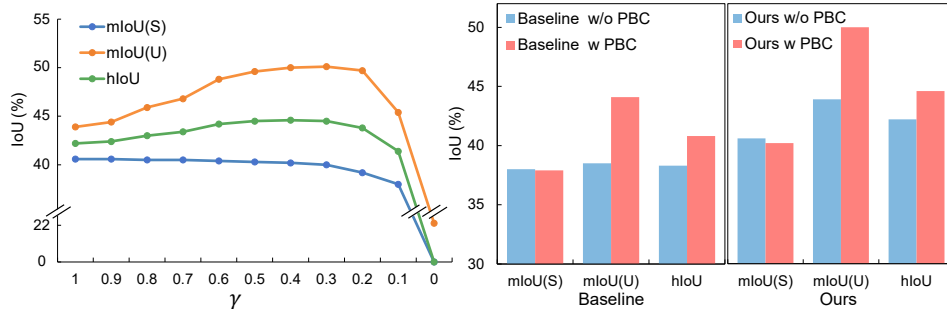 mIoU(S)
mIoU(U)
hIoU
IoU (%)
50
45
40
22
0
1 0.9 0.8 0.7 0.6 0.5 0.4 0.3 0.2 0.1 0
γ
Baseline w/o PBC
Baseline w PBC
Ours w/o PBC
Ours w PBC
IoU (%)
50
45
40
35
30
mIoU(S) mIoU(U) hIoU mIoU(S) mIoU(U) hIoU
Baseline Ours